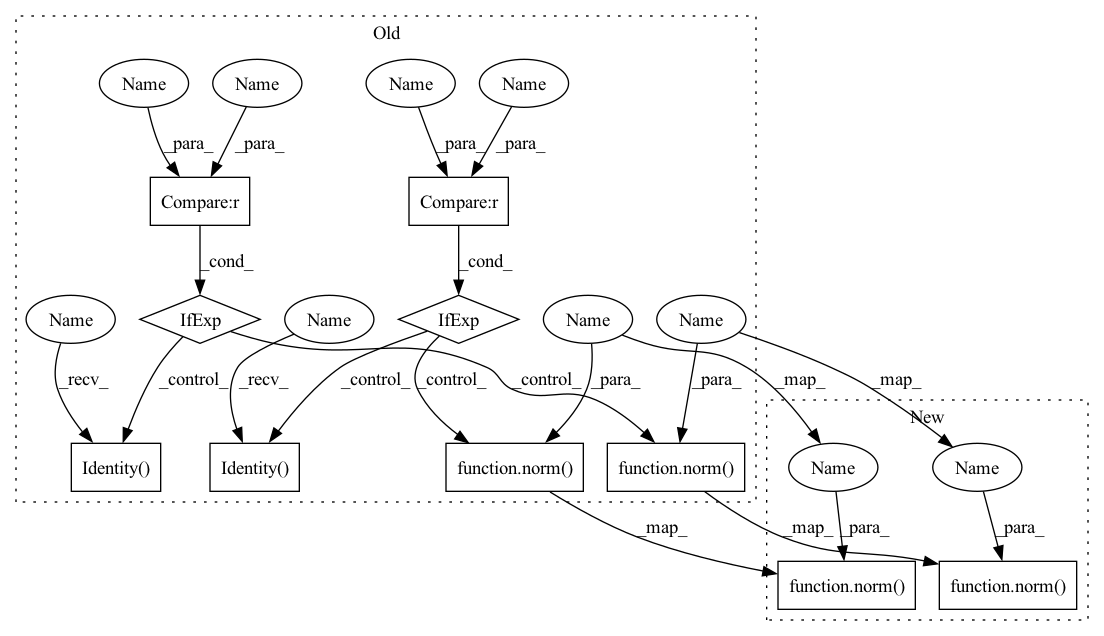 Old
Name Name Name Name
_para_ _para_ _para_ _para_
Compare:r Compare:r
_cond_ _cond_
Name IfExp Name IfExp Name Name
_recv_ _control_ _recv_ _control_ _control_ _control_ _para_ _para_ _map_ _map_
New
Identity() Identity() function.norm() function.norm() Name Name
_map_ _map_ _para_ _para_
function.norm() function.norm()